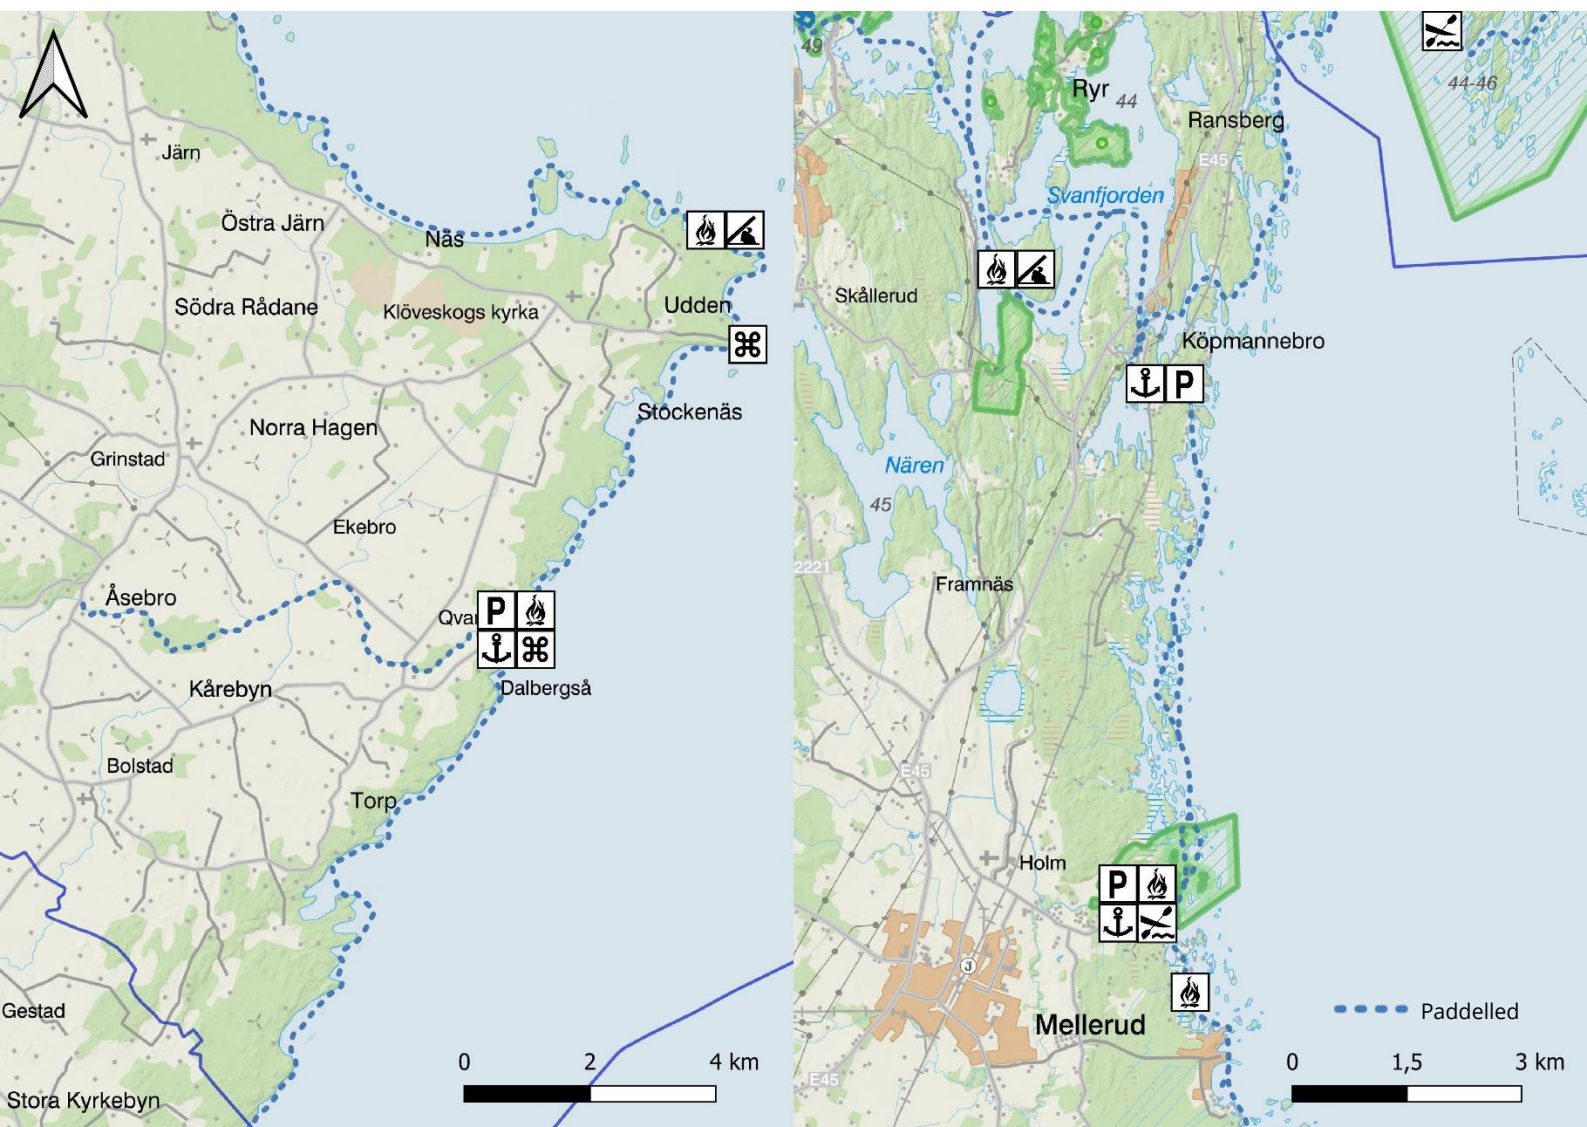 Järn
Östra Järn
Näs
Södra Rådane
Klöveskogs kyrka
Udden
Stockenäs
Norra Hagen
Grinstad
Ekebro
Åsebro
Qva
P
Kårebyn
Dalbergså
Bolstad
Torp
Gestad
Stora Kyrkebyn
0 2 4 km
49
Ryr
44
44-46
Ransberg
E45
Svanfjorden
Skållerud
Köpmannebro
P
Nären
45
2221
Framnäs
E45
Holm
P
J
Mellerud
Paddelled
E45
0 1,5 3 km